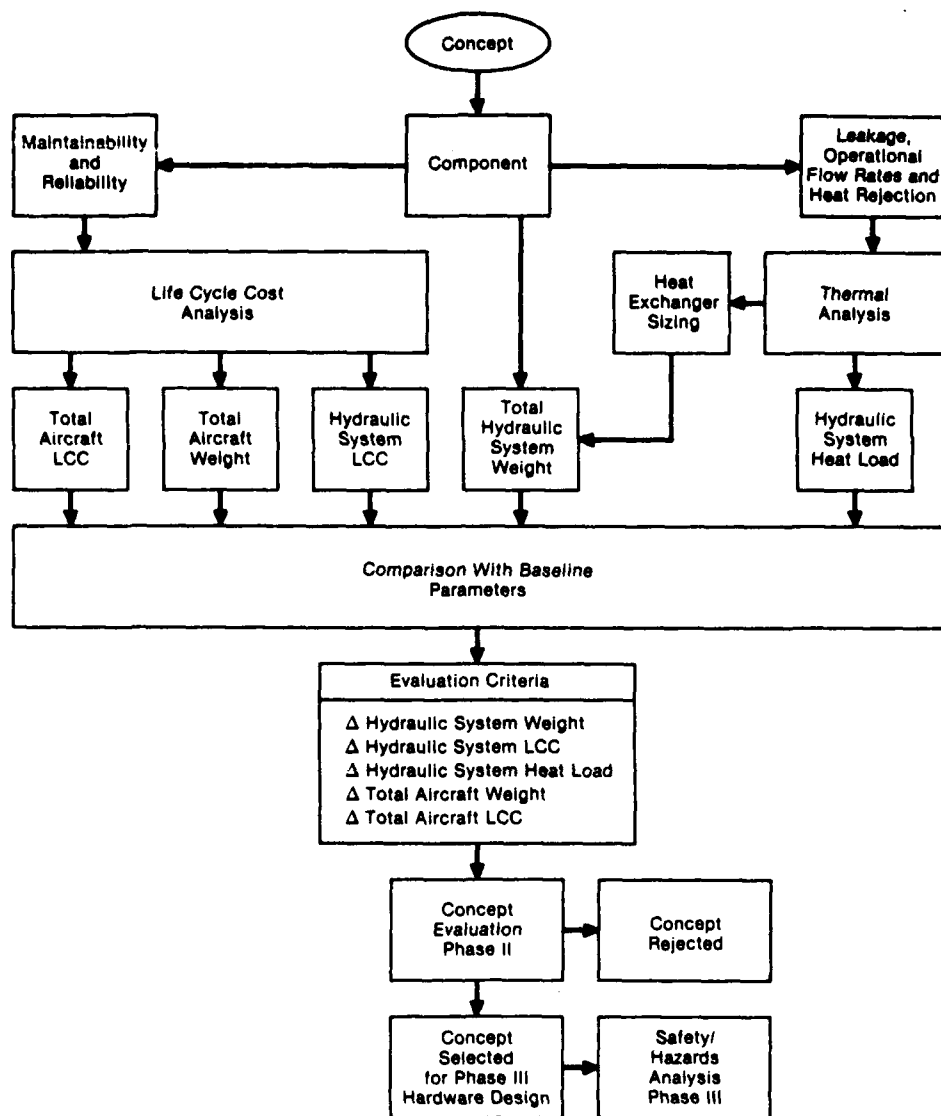 Concept
Maintainability
and
Reliability
Component
Leakage,
Operational
Flow Rates and
Heat Rejection
Life Cycle Cost
Analysis
Heat
Exchanger
Sizing
Thermal
Analysis
Total
Aircraft
LCC
Total
Aircraft
Weight
Hydraulic
System
LCC
Total
Hydraulic
System
Weight
Hydraulic
System
Heat Load
Comparison With Baseline
Parameters
Evaluation Criteria
Δ Hydraulic System Weight
Δ Hydraulic System LCC
Δ Hydraulic System Heat Load
Δ Total Aircraft Weight
Δ Total Aircraft LCC
Concept
Evaluation
Phase II
Concept
Rejected
Concept
Selected
for Phase III
Hardware Design
Safety/
Hazards
Analysis
Phase III